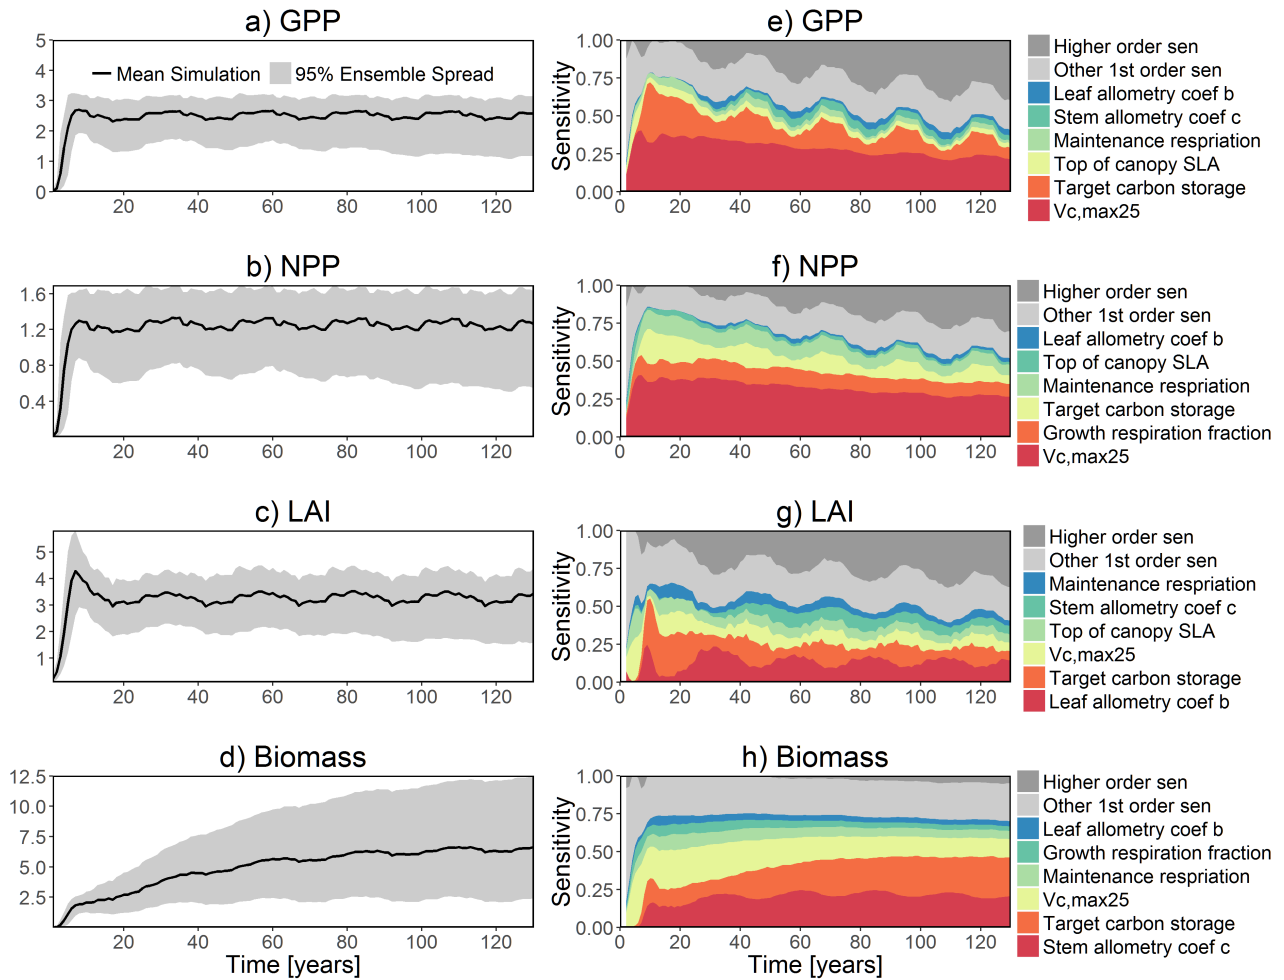 a) GPP
5
4
3
2
1
0
Mean Simulation
95% Ensemble Spread
20
40
60
80
100
120
e) GPP
Sensitivity
1.00
0.75
0.50
0.25
0.00
0
20
40
60
80
100
120
Higher order sen
Other 1st order sen
Leaf allometry coef b
Stem allometry coef c
Maintenance respriation
Top of canopy SLA
Target carbon storage
Vc,max25
b) NPP
1.6
1.2
0.8
0.4
20
40
60
80
100
120
f) NPP
Sensitivity
1.00
0.75
0.50
0.25
0.00
0
20
40
60
80
100
120
Higher order sen
Other 1st order sen
Leaf allometry coef b
Top of canopy SLA
Maintenance respriation
Target carbon storage
Growth respiration fraction
Vc,max25
c) LAI
5
4
3
2
1
20
40
60
80
100
120
g) LAI
Sensitivity
1.00
0.75
0.50
0.25
0.00
0
20
40
60
80
100
120
Higher order sen
Other 1st order sen
Maintenance respriation
Stem allometry coef c
Top of canopy SLA
Vc,max25
Target carbon storage
Leaf allometry coef b
d) Biomass
12.5
10.0
7.5
5.0
2.5
20
40
60
80
100
120
Time [years]
h) Biomass
Sensitivity
1.00
0.75
0.50
0.25
0.00
0
20
40
60
80
100
120
Time [years]
Higher order sen
Other 1st order sen
Leaf allometry coef b
Growth respiration fraction
Maintenance respriation
Vc,max25
Target carbon storage
Stem allometry coef c